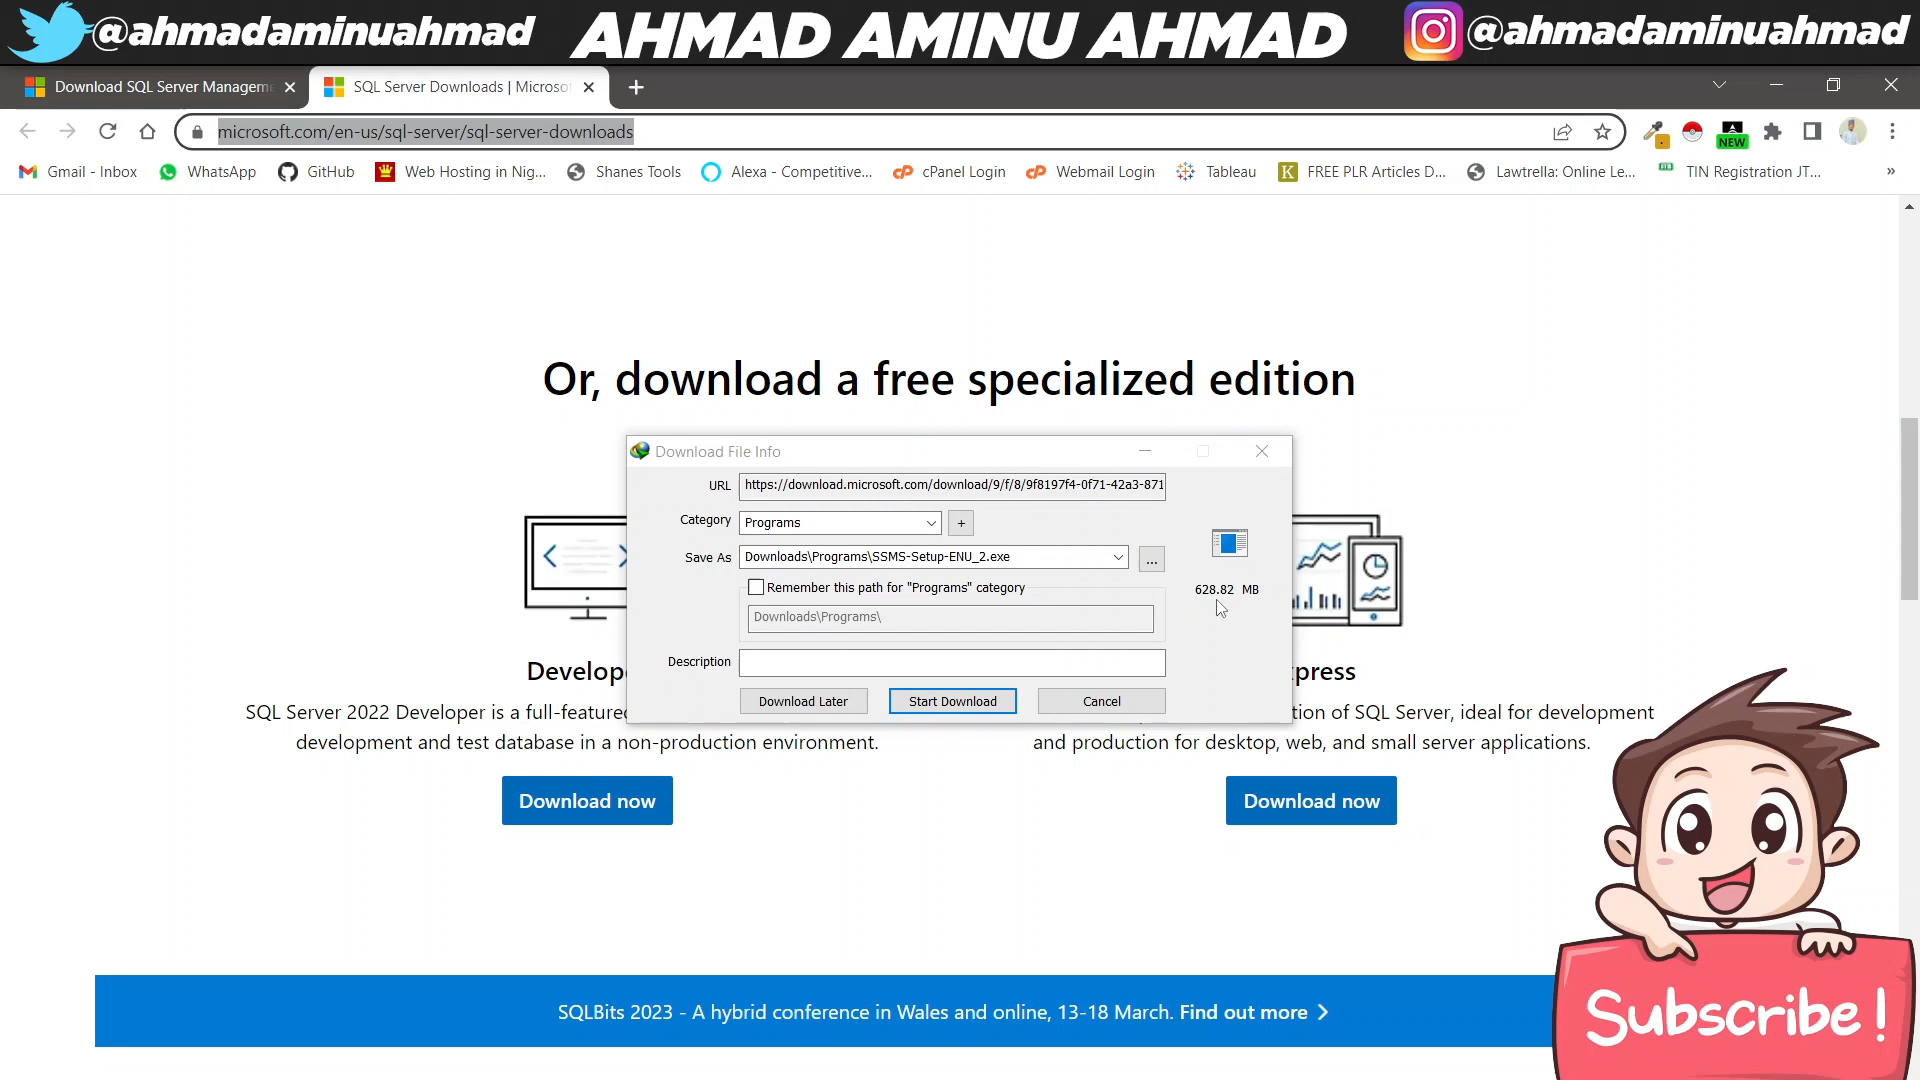 @ahmadaminuahmad AHMAD AMINU AHMAD @ahmadaminuahmad
Download SQL Server Managem SQL Server Downloads | Microso
microsoft.com/en-us/sql-server/sql-server-downloads
NEW
Gmail - Inbox WhatsApp GitHub Web Hosting in Nig... Shanes Tools Alexa - Competitive... cPanel Login Webmail Login Tableau FREE PLR Articles D... Lawtrella: Online Le... TIN Registration JT... »
Or, download a free specialized edition
Download File Info
URL https://download.microsoft.com/download/9/f/8/9f8197f4-0f71-42a3-871
Category Programs +
Save As Downloads\Programs\SSMS-Setup-ENU_2.exe ...
Remember this path for "Programs" category
628.82 MB
Downloads\Programs\
Description
Download Later Start Download Cancel
Develope
SQL Server 2022 Developer is a full-featured
development and test database in a non-production environment.
Download now
press
tion of SQL Server, ideal for development
and production for desktop, web, and small server applications.
Download now
SQLBits 2023 - A hybrid conference in Wales and online, 13-18 March. Find out more
Subscribe!